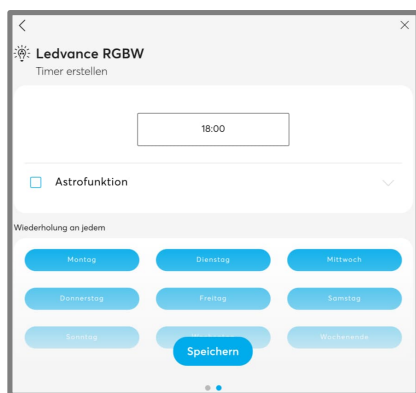 Ledvance RGBW
Timer erstellen
18:00
Astrofunktion
Wiederholung an jedem
Montag Dienstag Mittwoch
Donnerstag Freitag Samstag
Sonntag Wochenende
Speichern